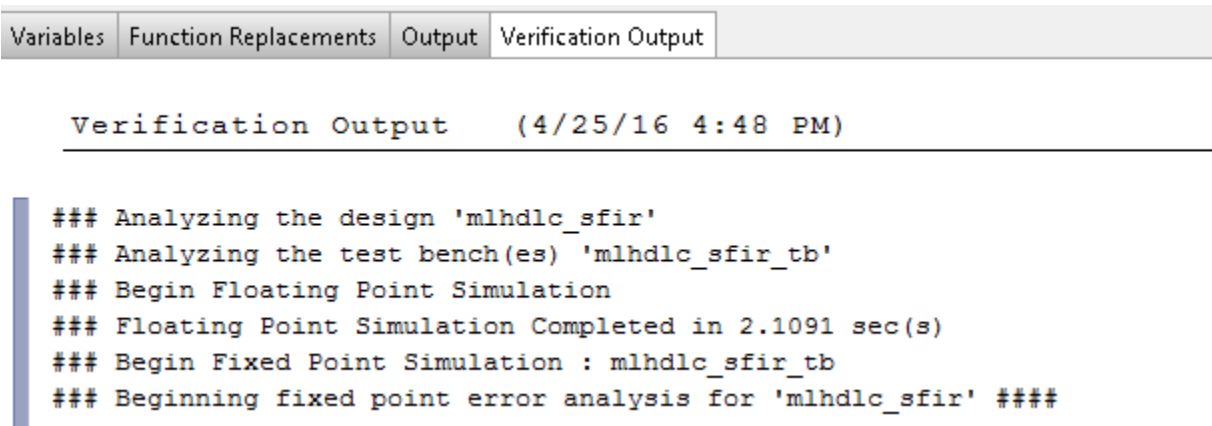 Variables Function Replacements Output Verification Output
Verification Output (4/25/16 4:48 PM)
### Analyzing the design 'mlhdlc_sfir'
### Analyzing the test bench(es) 'mlhdlc_sfir_tb'
### Begin Floating Point Simulation
### Floating Point Simulation Completed in 2.1091 sec(s)
### Begin Fixed Point Simulation : mlhdlc_sfir_tb
### Beginning fixed point error analysis for 'mlhdlc_sfir' ####